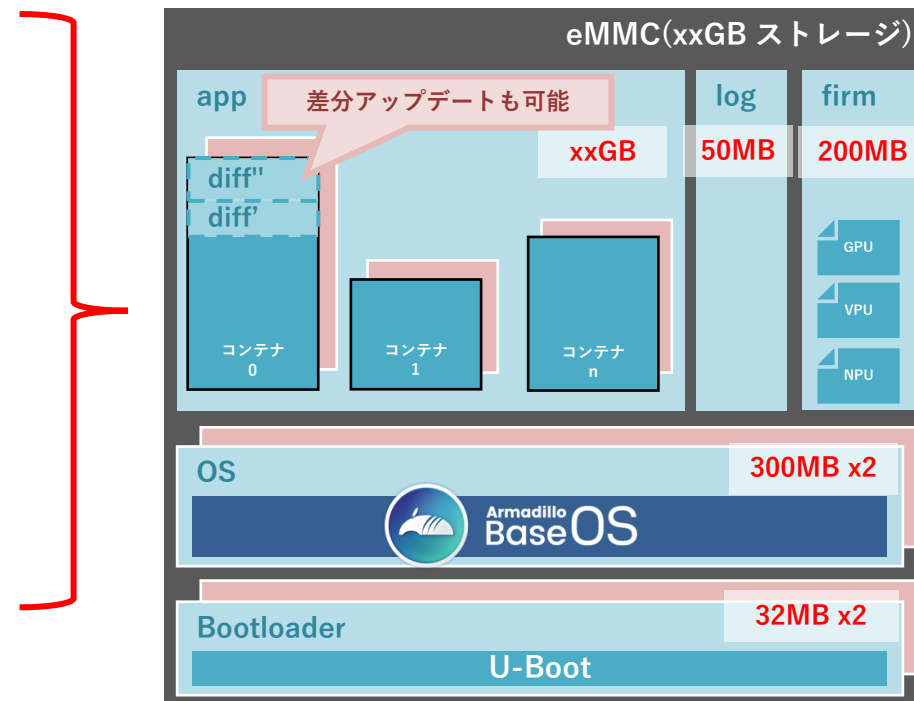 eMMC(xxGB ストレージ)
app
差分アップデートも可能
log
firm
xxGB
50MB
200MB
diff"
diff’
GPU
VPU
NPU
コンテナ
0
コンテナ
1
コンテナ
n
OS
300MB x2
Armadillo
BaseOS
Bootloader
32MB x2
U-Boot